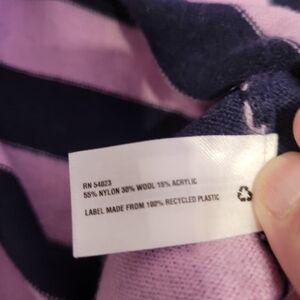 RN 54023
55% NYLON 30% WOOL 15% ACRYLIC
LABEL MADE FROM 100% RECYCLED PLASTIC